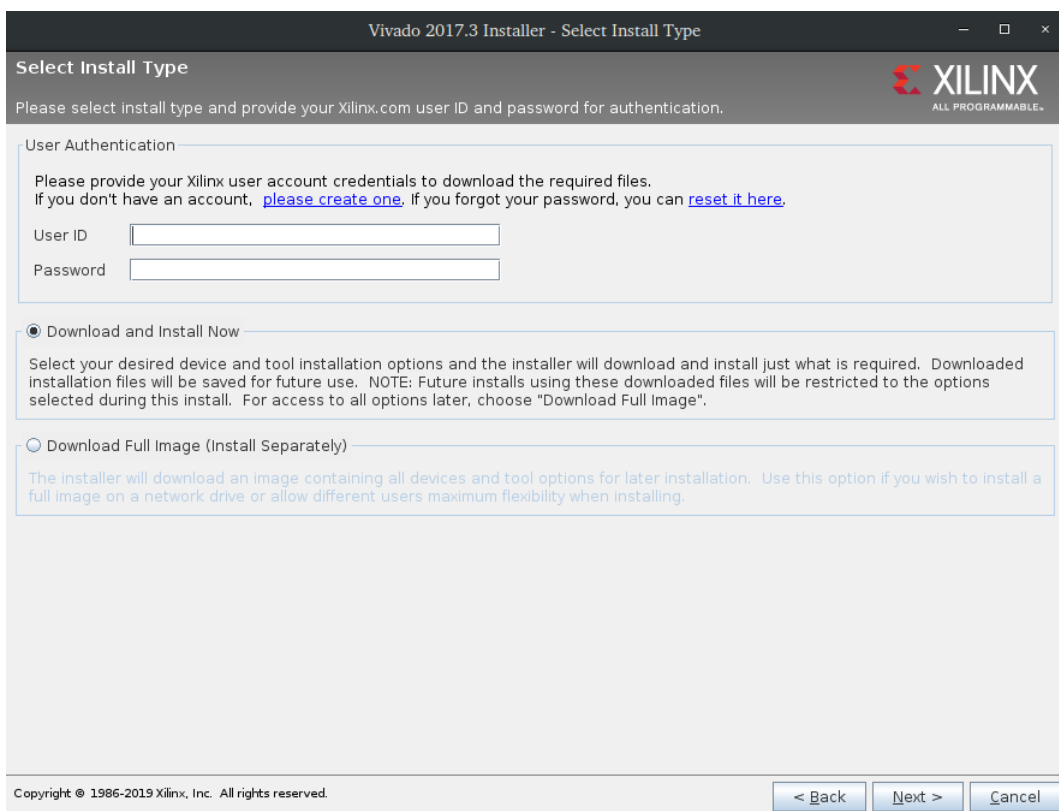 Vivado 2017.3 Installer - Select Install Type
Select Install Type
Please select install type and provide your Xilinx.com user ID and password for authentication.
XILINX
ALL PROGRAMMABLE™
User Authentication
Please provide your Xilinx user account credentials to download the required files.
If you don't have an account, please create one. If you forgot your password, you can reset it here.
User ID
Password
Download and Install Now
Select your desired device and tool installation options and the installer will download and install just what is required. Downloaded
installation files will be saved for future use. NOTE: Future installs using these downloaded files will be restricted to the options
selected during this install. For access to all options later, choose "Download Full Image".
Download Full Image (Install Separately)
The installer will download an image containing all devices and tool options for later installation. Use this option if you wish to install a
full image on a network drive or allow different users maximum flexibility when installing.
Copyright © 1986-2019 Xilinx, Inc. All rights reserved.
< Back
Next >
Cancel